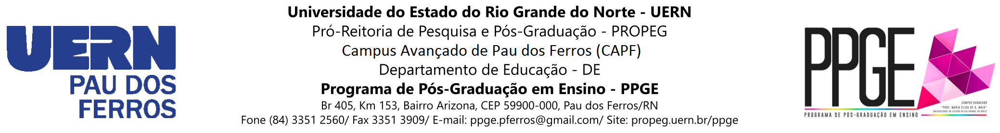 UERN
PAU DOS
FERROS
Universidade do Estado do Rio Grande do Norte - UERN
Pró-Reitoria de Pesquisa e Pós-Graduação - PROPEG
Campus Avançado de Pau dos Ferros (CAPF)
Departamento de Educação - DE
Programa de Pós-Graduação em Ensino - PPGE
Br 405, Km 153, Bairro Arizona, CEP 59900-000, Pau dos Ferros/RN
Fone (84) 3351 2560/ Fax 3351 3909/ E-mail: ppge.pferros@gmail.com/ Site: propeg.uern.br/ppge
PPGE
CAMPUS AVANÇADO
"PROF. MARIA ELISA DE A. MAIA"
UNIVERSIDADE DO ESTADO DO RIO GRANDE DO NORTE
PROGRAMA DE PÓS-GRADUAÇÃO EM ENSINO